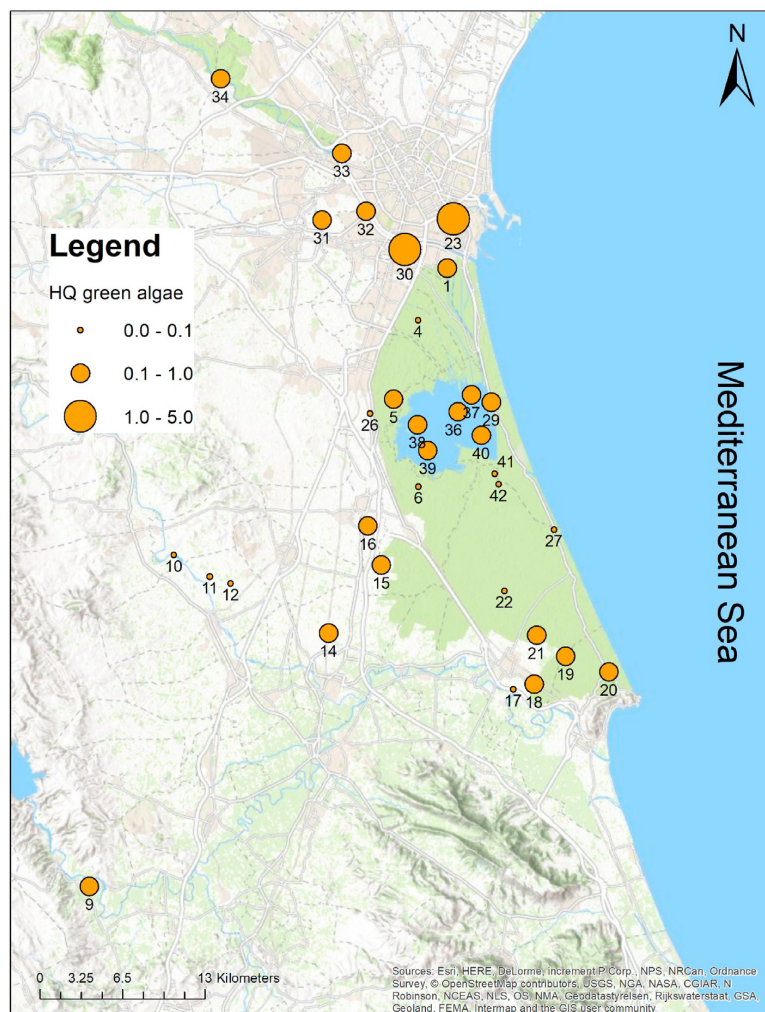 N
34
33
32
31
23
30
1
Legend
HQ green algae
0.0 - 0.1
0.1 - 1.0
1.0 - 5.0
4
5
26
37
36
29
38
40
39
41
42
6
Mediterranean Sea
16
27
15
10
11
12
22
14
21
19
20
17
18
9
0 3.25 6.5 13 Kilometers
Sources: Esri, HERE, DeLorme, increment P Corp., NPS, NRCan, Ordnance
Survey, © OpenStreetMap contributors, USGS, NGA, NASA, CGIAR, N
Robinson, NCEAS, NLS, OS, NMA, Geodatastyrelsen, Rijkswaterstaat, GSA,
Geoland, FEMA, Intermap and the GIS user community